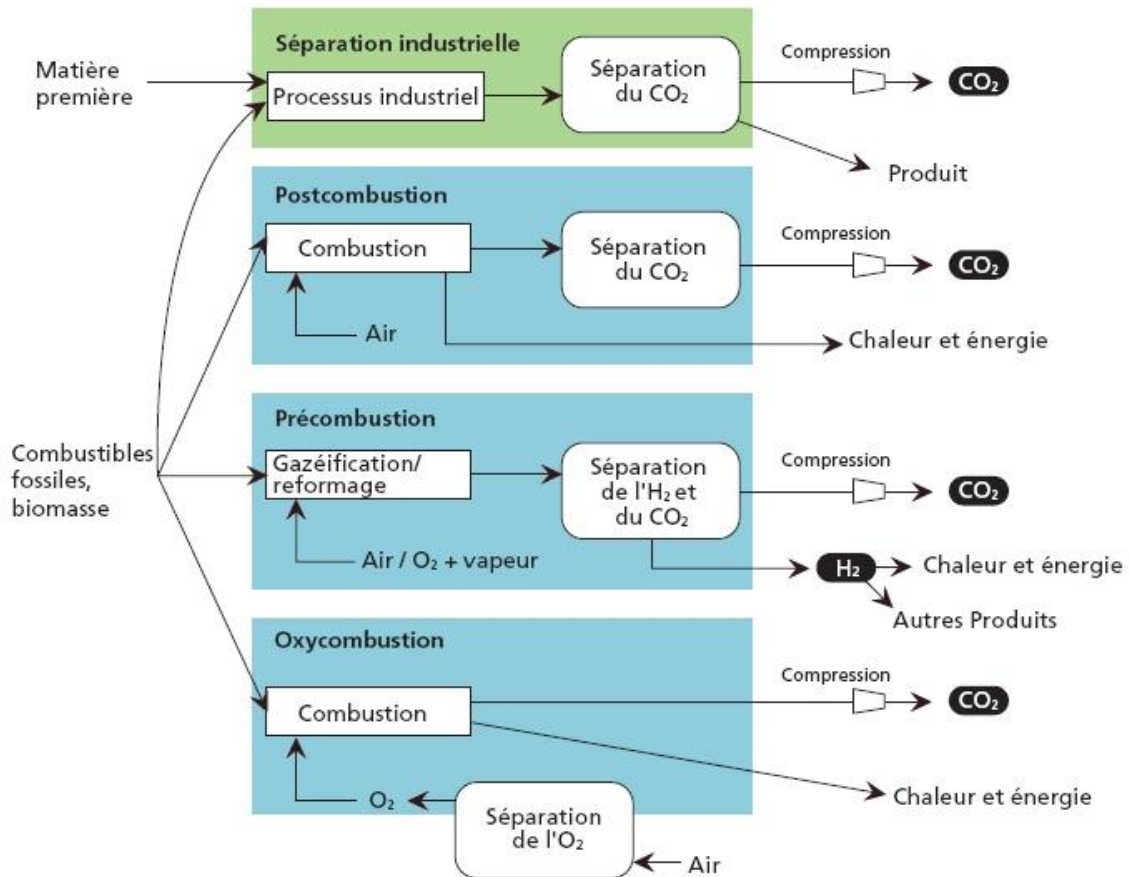 Séparation industrielle
Matière
première
Processus industriel
Séparation
du CO₂
Compression
CO₂
Produit
Postcombustion
Combustion
Séparation
du CO₂
Compression
CO₂
Air
Chaleur et énergie
Combustibles
fossiles,
biomasse
Précombustion
Gazéification/
reformage
Séparation
de l'H₂ et
du CO₂
Compression
CO₂
Air / O₂ + vapeur
H₂
Chaleur et énergie
Autres Produits
Oxycombustion
Combustion
Compression
CO₂
O₂
Séparation
de l'O₂
Air
Chaleur et énergie